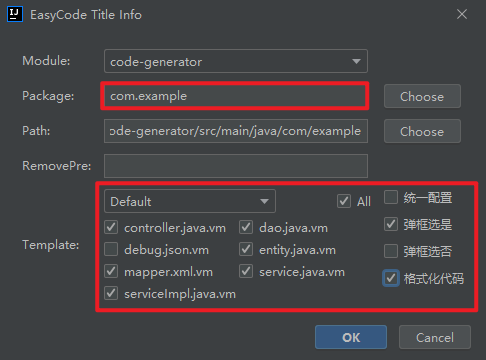 EasyCode Title Info
Module: code-generator
Package: com.example Choose
Path: ode-generator/src/main/java/com/example Choose
RemovePre:
Default All 统一配置
controller.java.vm dao.java.vm 弹框选是
Template: debug.json.vm entity.java.vm 弹框选否
mapper.xml.vm service.java.vm 格式化代码
serviceImpl.java.vm
OK Cancel